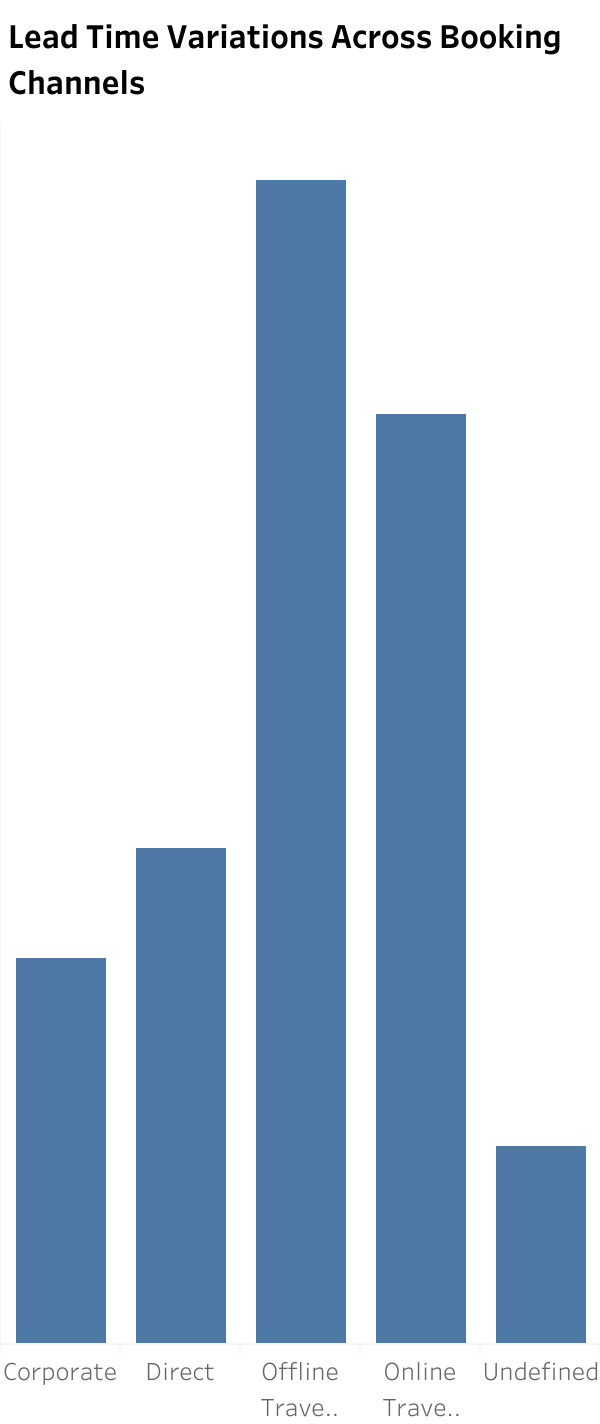 Lead Time Variations Across Booking
Channels
Corporate
Direct
Offline
Trave..
Online
Trave..
Undefined